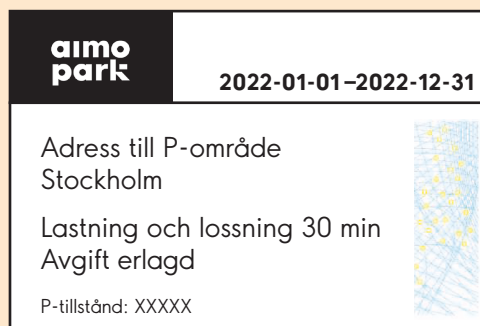 aimo
park
2022-01-01–2022-12-31
Adress till P-område
Stockholm
Lastning och lossning 30 min
Avgift erlagd
P-tillstånd: XXXXX